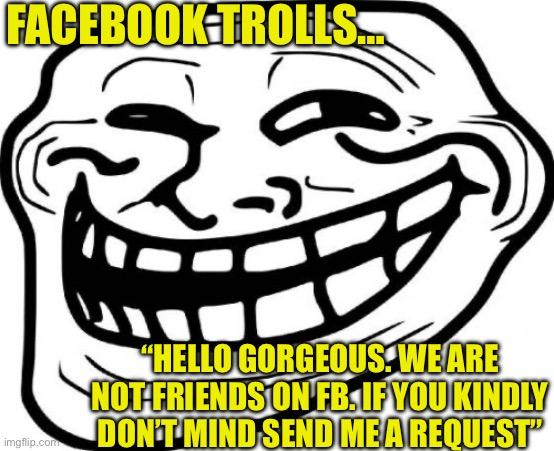 FACEBOOK TROLLS...
“HELLO GORGEOUS. WE ARE
NOT FRIENDS ON FB. IF YOU KINDLY
DON’T MIND SEND ME A REQUEST”
imgflip.com